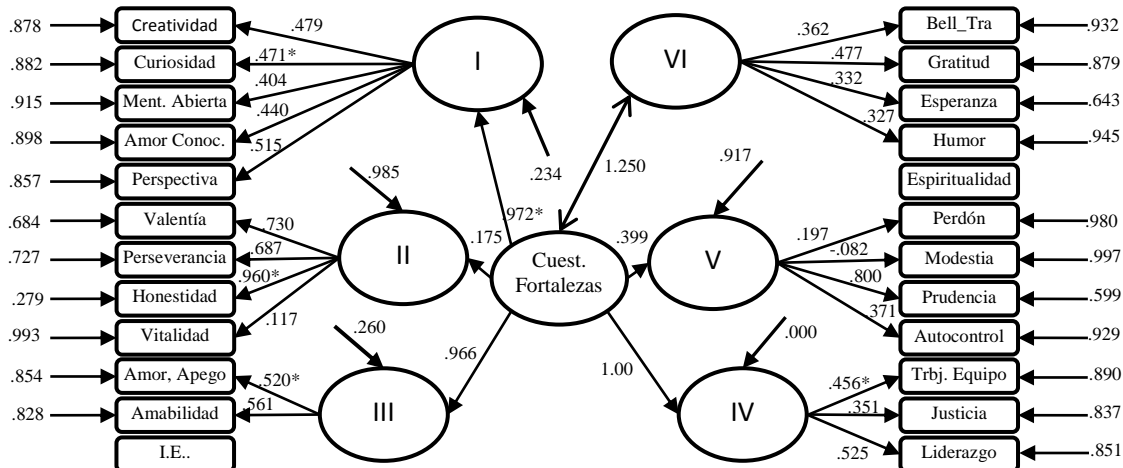 .878
Creatividad
.479
I
VI
.362
Bell_Tra
.932
.882
Curiosidad
.471*
.477
Gratitud
.879
.915
Ment. Abierta
.404
.332
Esperanza
.643
.898
Amor Conoc.
.440
.327
Humor
.945
.857
Perspectiva
.515
.234
1.250
.917
Espiritualidad
.684
Valentía
.730
.985
.972*
.197
Perdón
.980
.727
Perseverancia
.687
II
.175
Cuest.
Fortalezas
.399
V
-.082
Modestia
.997
.279
Honestidad
.960*
.800
Prudencia
.599
.993
Vitalidad
.117
.260
.000
.371
Autocontrol
.929
.854
Amor, Apego
.520*
.966
1.00
.456*
Trbj. Equipo
.890
.828
Amabilidad
.561
III
IV
.351
Justicia
.837
I.E..
.525
Liderazgo
.851